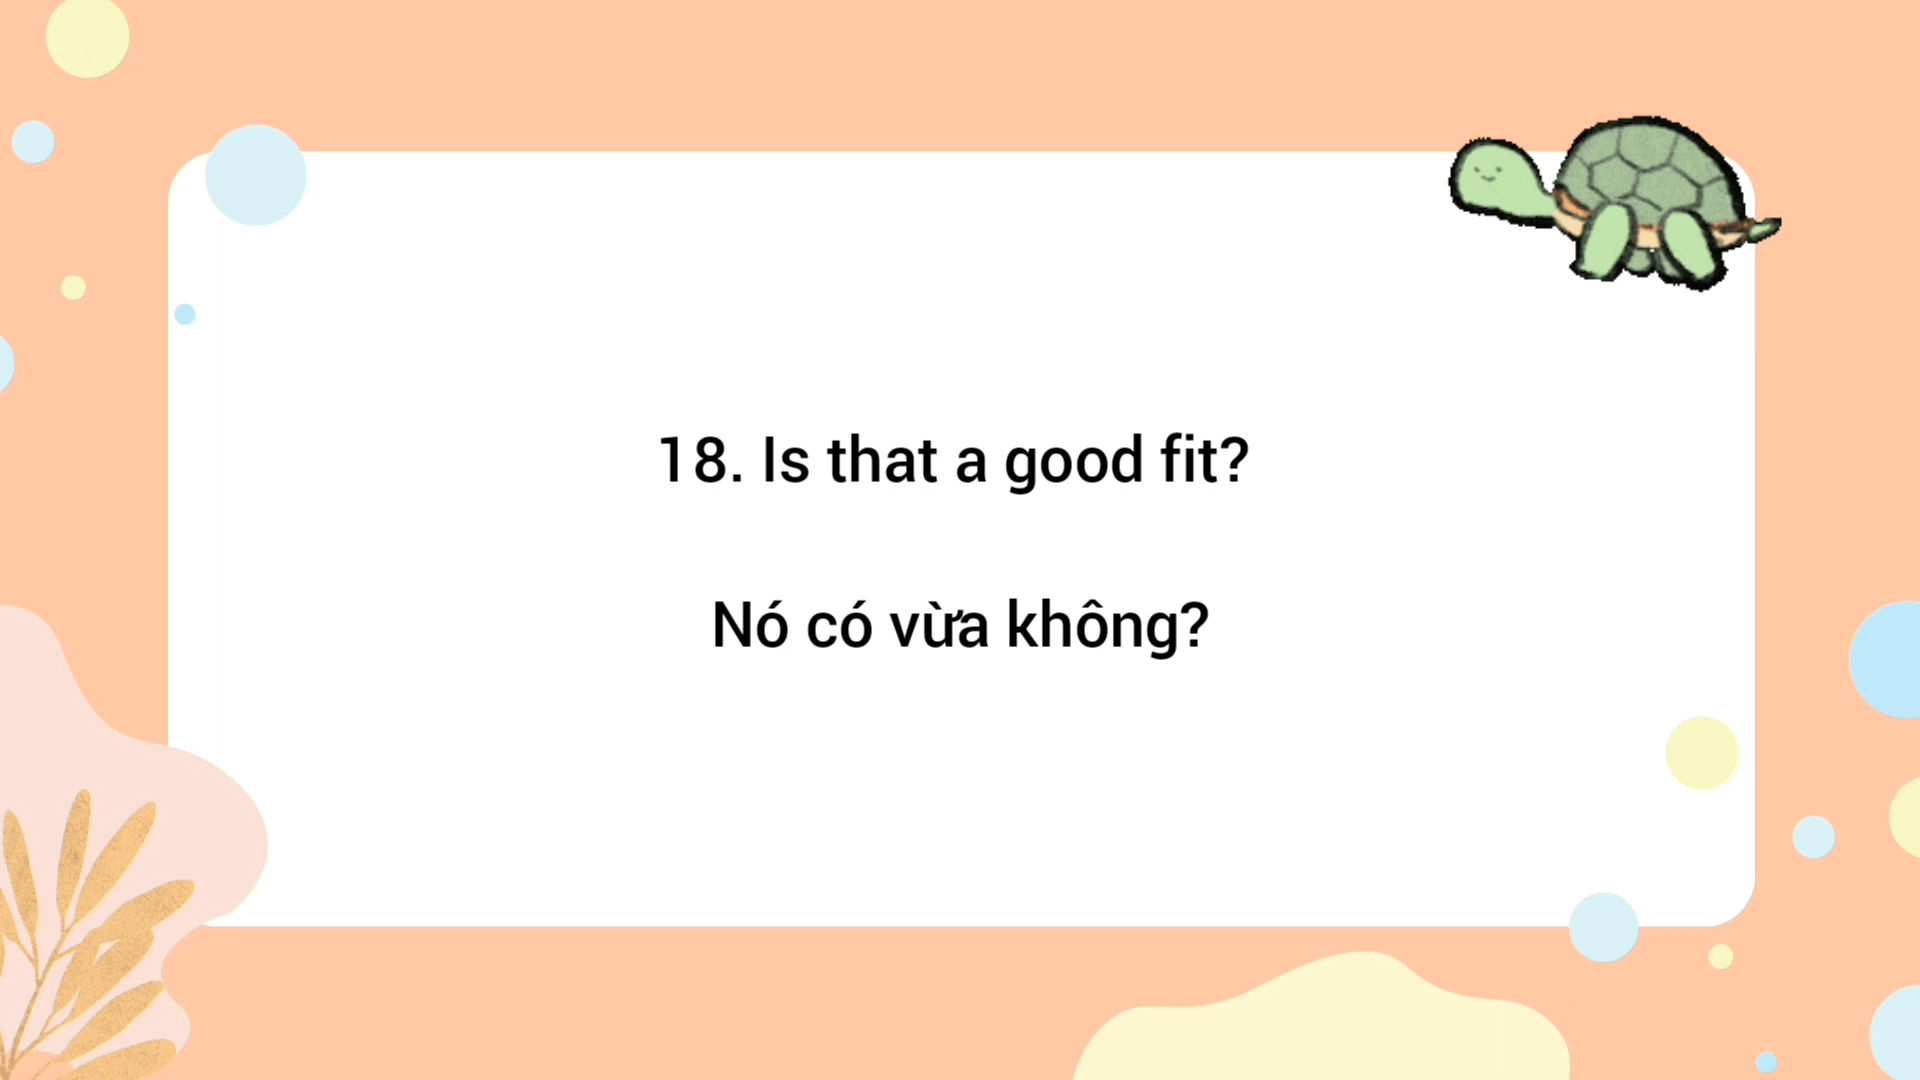 18. Is that a good fit?
Nó có vừa không?